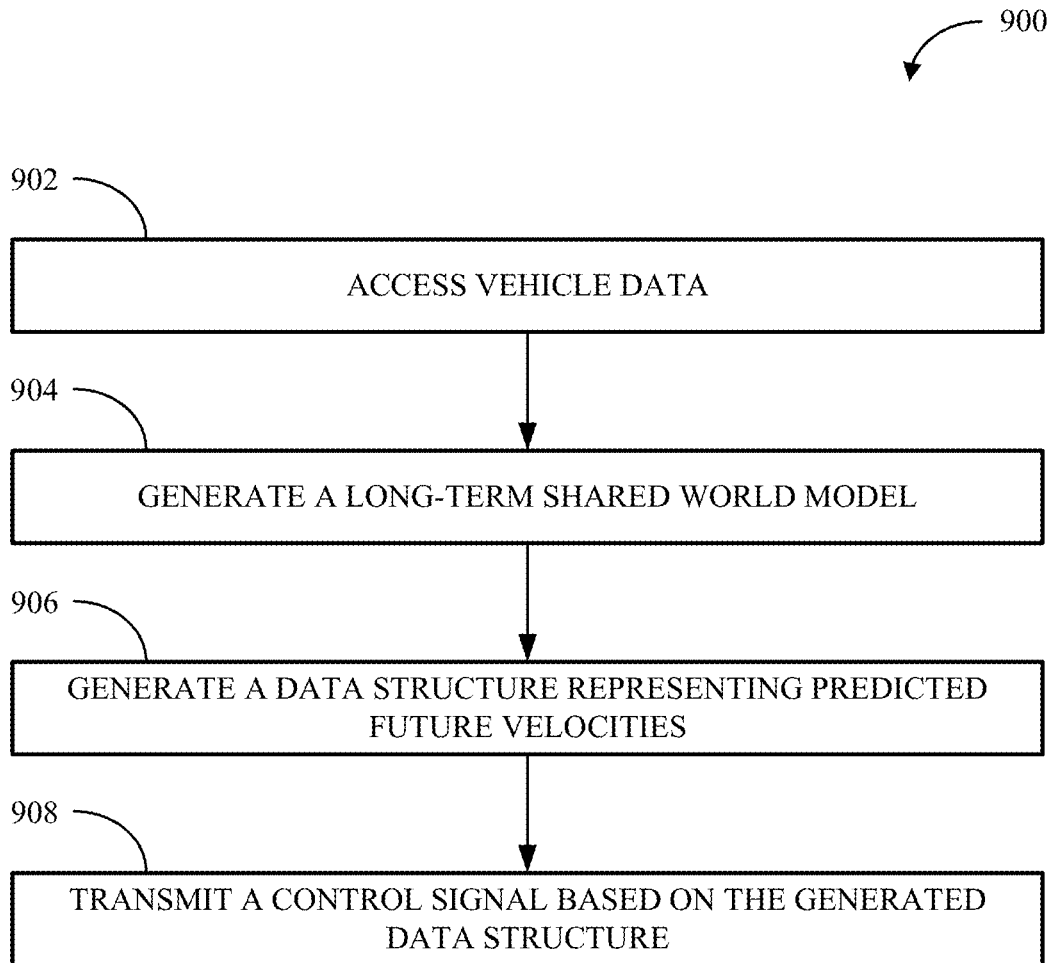 900
902
ACCESS VEHICLE DATA
904
GENERATE A LONG-TERM SHARED WORLD MODEL
906
GENERATE A DATA STRUCTURE REPRESENTING PREDICTED
FUTURE VELOCITIES
908
TRANSMIT A CONTROL SIGNAL BASED ON THE GENERATED
DATA STRUCTURE